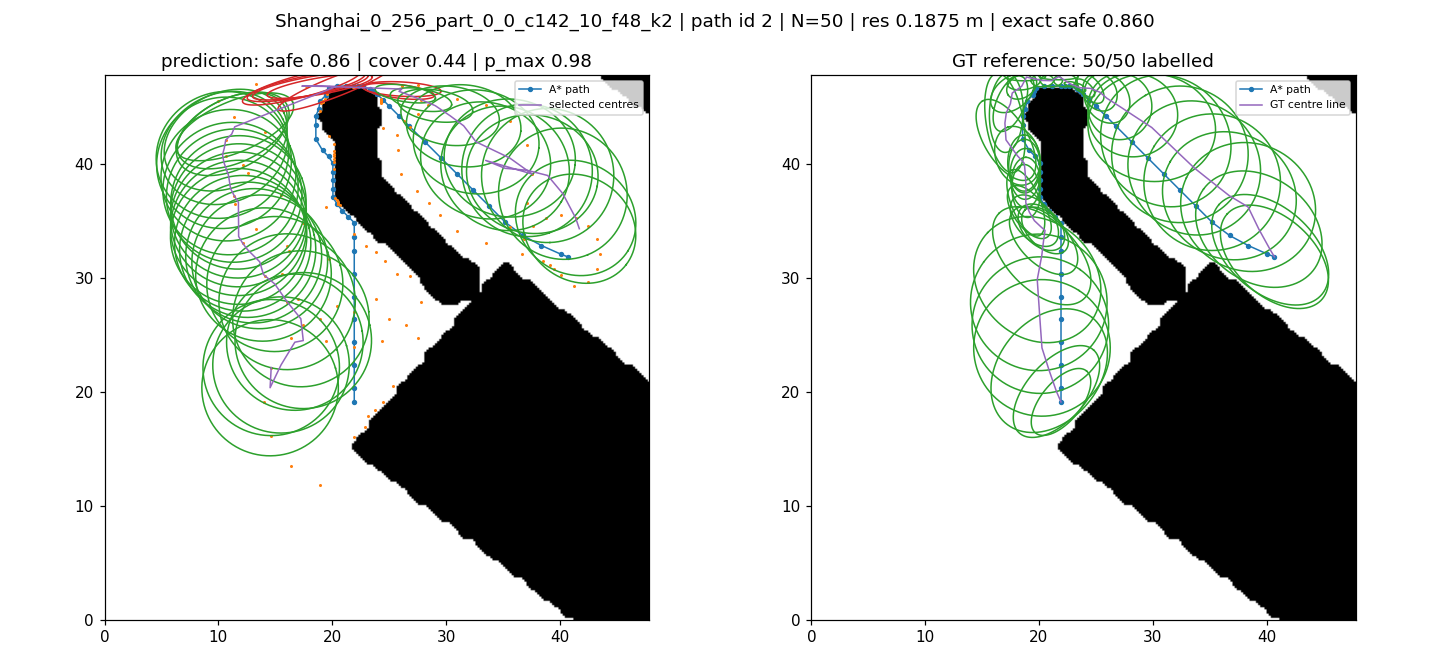 Shanghai_0_256_part_0_0_c142_10_f48_k2 | path id 2 | N=50 | res 0.1875 m | exact safe 0.860
prediction: safe 0.86 | cover 0.44 | p_max 0.98
GT reference: 50/50 labelled
A* path
selected centres
A* path
GT centre line
40
30
20
10
0
0
10
20
30
40
40
30
20
10
0
0
10
20
30
40